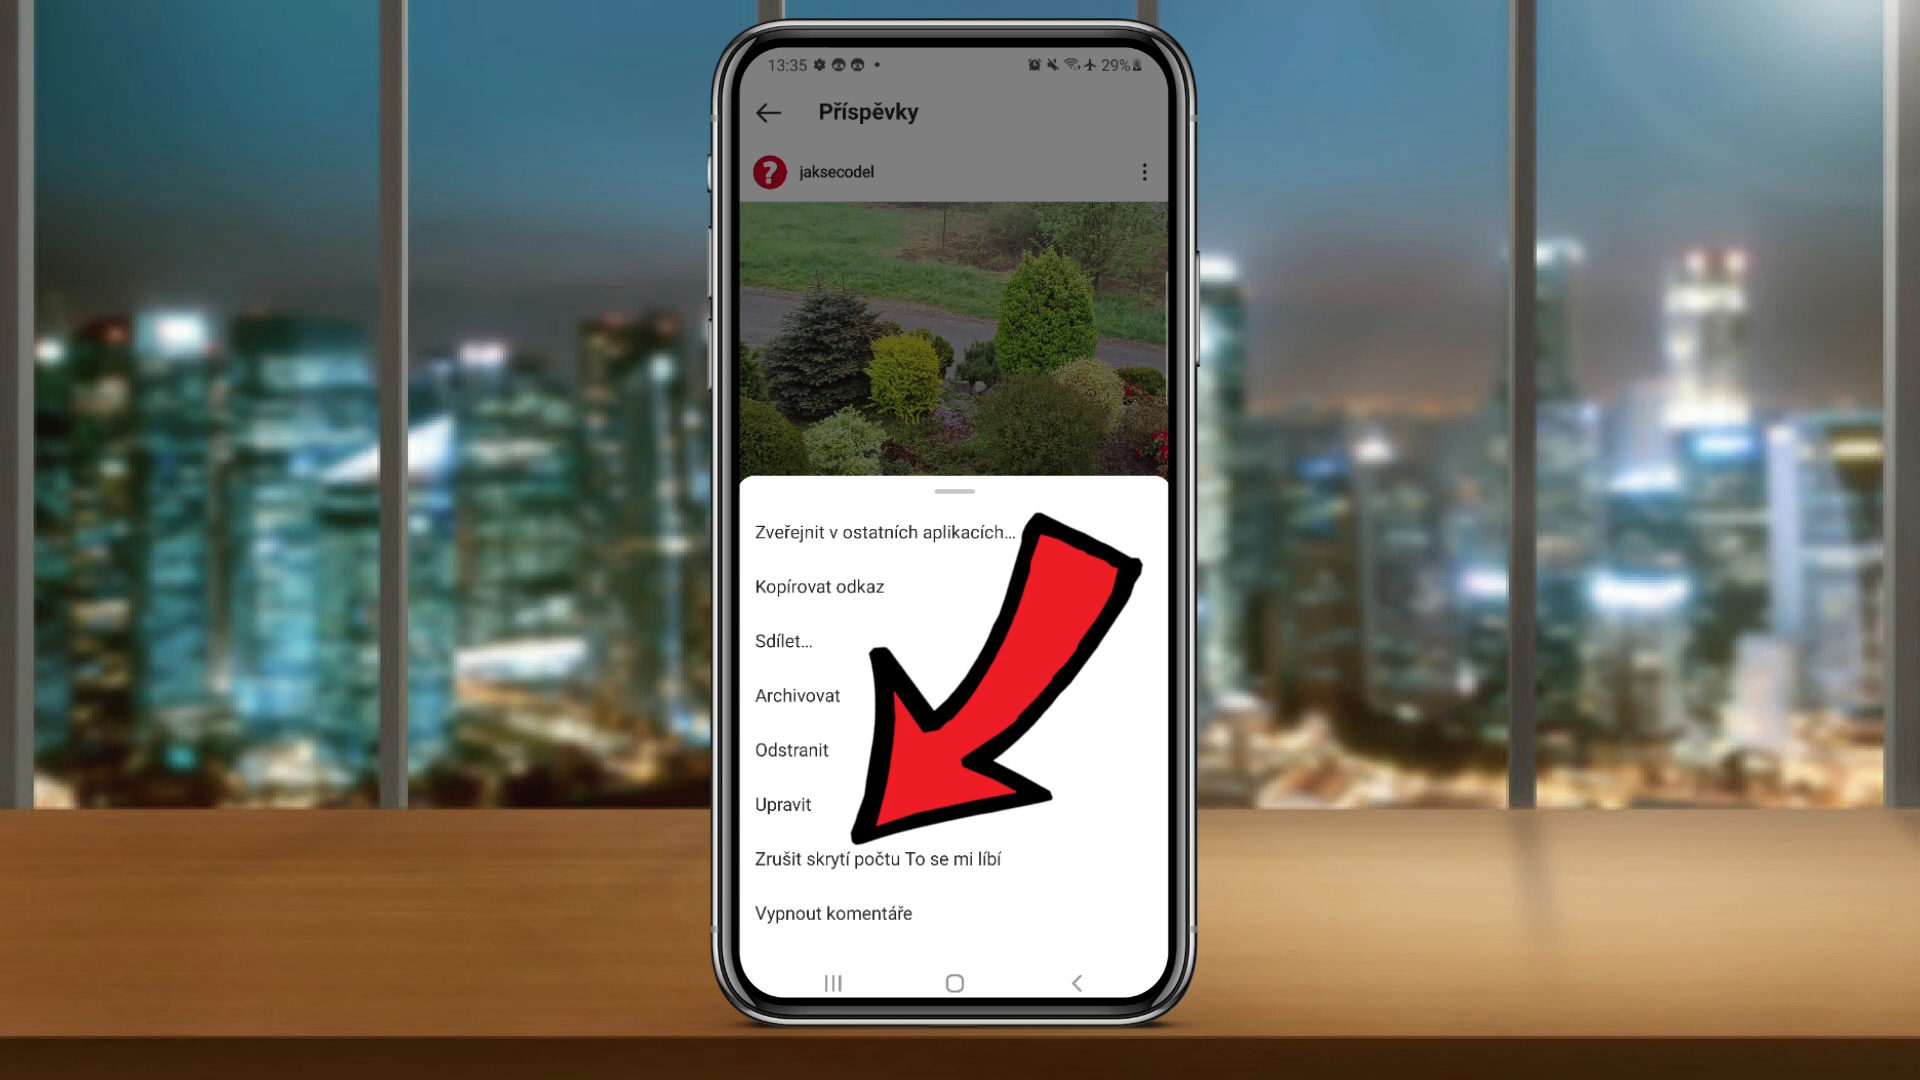 13:35
29%
Příspěvky
?
jaksecodel
Zveřejnit v ostatních aplikacích...
Kopírovat odkaz
Sdílet...
Archivovat
Odstranit
Upravit
Zrušit skrytí počtu To se mi líbí
Vypnout komentáře